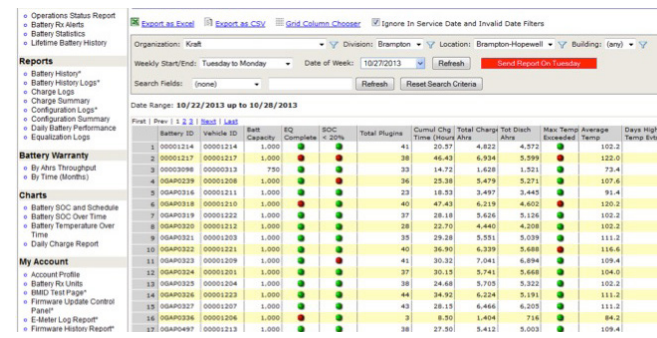 Operations Status Report
Battery Rx Alerts
Battery Statistics
Lifetime Battery History
Reports
Battery History*
Battery History Logs*
Charge Logs
Charge Summary
Configuration Logs*
Configuration Summary
Daily Battery Performance
Equalization Logs
Battery Warranty
By Ahrs Throughput
By Time (Months)
Charts
Battery SOC and Schedule
Battery SOC Over Time
Battery Temperature Over
Time
Daily Charge Report
My Account
Account Profile
Battery Rx Units
BMID Test Page*
Firmware Update Control
Panel*
E-Meter Log Report*
Firmware History Report*
Export as Excel Export as CSV Grid Column Chooser Ignore In Service Date and Invalid Date Filters
Organization: Kraft Division: Brampton Location: Brampton-Hopewell Building: (any)
Weekly Start/End: Tuesday to Monday Date of Week: 10/27/2013 Refresh Send Report On Tuesday
Search Fields: (none) Refresh Reset Search Criteria
Date Range: 10/22/2013 up to 10/28/2013
First | Prev | 1 2 3 | Next | Last
Battery ID Vehicle ID Batt Capacity EQ Complete SOC < 20% Total Plugins Cumul Chg Time (Hours Total Charge Ahrs Tot Disch Ahrs Max Temp Exceeded Average Temp Days High Temp Evts
1 00001214 00001214 1,000 41 20.57 4,822 4,572 102.2
2 00001217 00001217 1,000 38 46.43 6,934 5,599 122.0
3 00003098 00000313 750 33 14.72 1,628 1,521 73.4
4 0GAP0239 00001208 1,000 36 25.38 5,479 5,271 107.6
5 0GAP0316 00001211 1,000 23 18.53 3,497 3,445 91.4
6 0GAP0318 00001210 1,000 40 47.43 6,219 4,602 120.2
7 0GAP0319 00001222 1,000 37 28.18 5,626 5,126 102.2
8 0GAP0320 00001212 1,000 28 22.70 4,440 4,208 102.2
9 0GAP0321 00001203 1,000 35 29.28 5,551 5,039 111.2
10 0GAP0322 00001221 1,000 40 36.90 6,339 5,688 116.6
11 0GAP0323 00001209 1,000 41 30.32 7,041 6,894 109.4
12 0GAP0324 00001201 1,000 37 30.15 5,741 5,668 104.0
13 0GAP0325 00001204 1,000 38 24.68 5,705 5,322 102.2
14 0GAP0326 00001223 1,000 44 34.92 6,224 5,191 111.2
15 0GAP0327 00001207 1,000 43 28.15 6,466 6,205 111.2
16 0GAP0336 00001206 1,000 3 8.50 1,404 716 84.2
17 0GAP0497 00001213 1,000 38 27.50 5,412 5,003 109.4